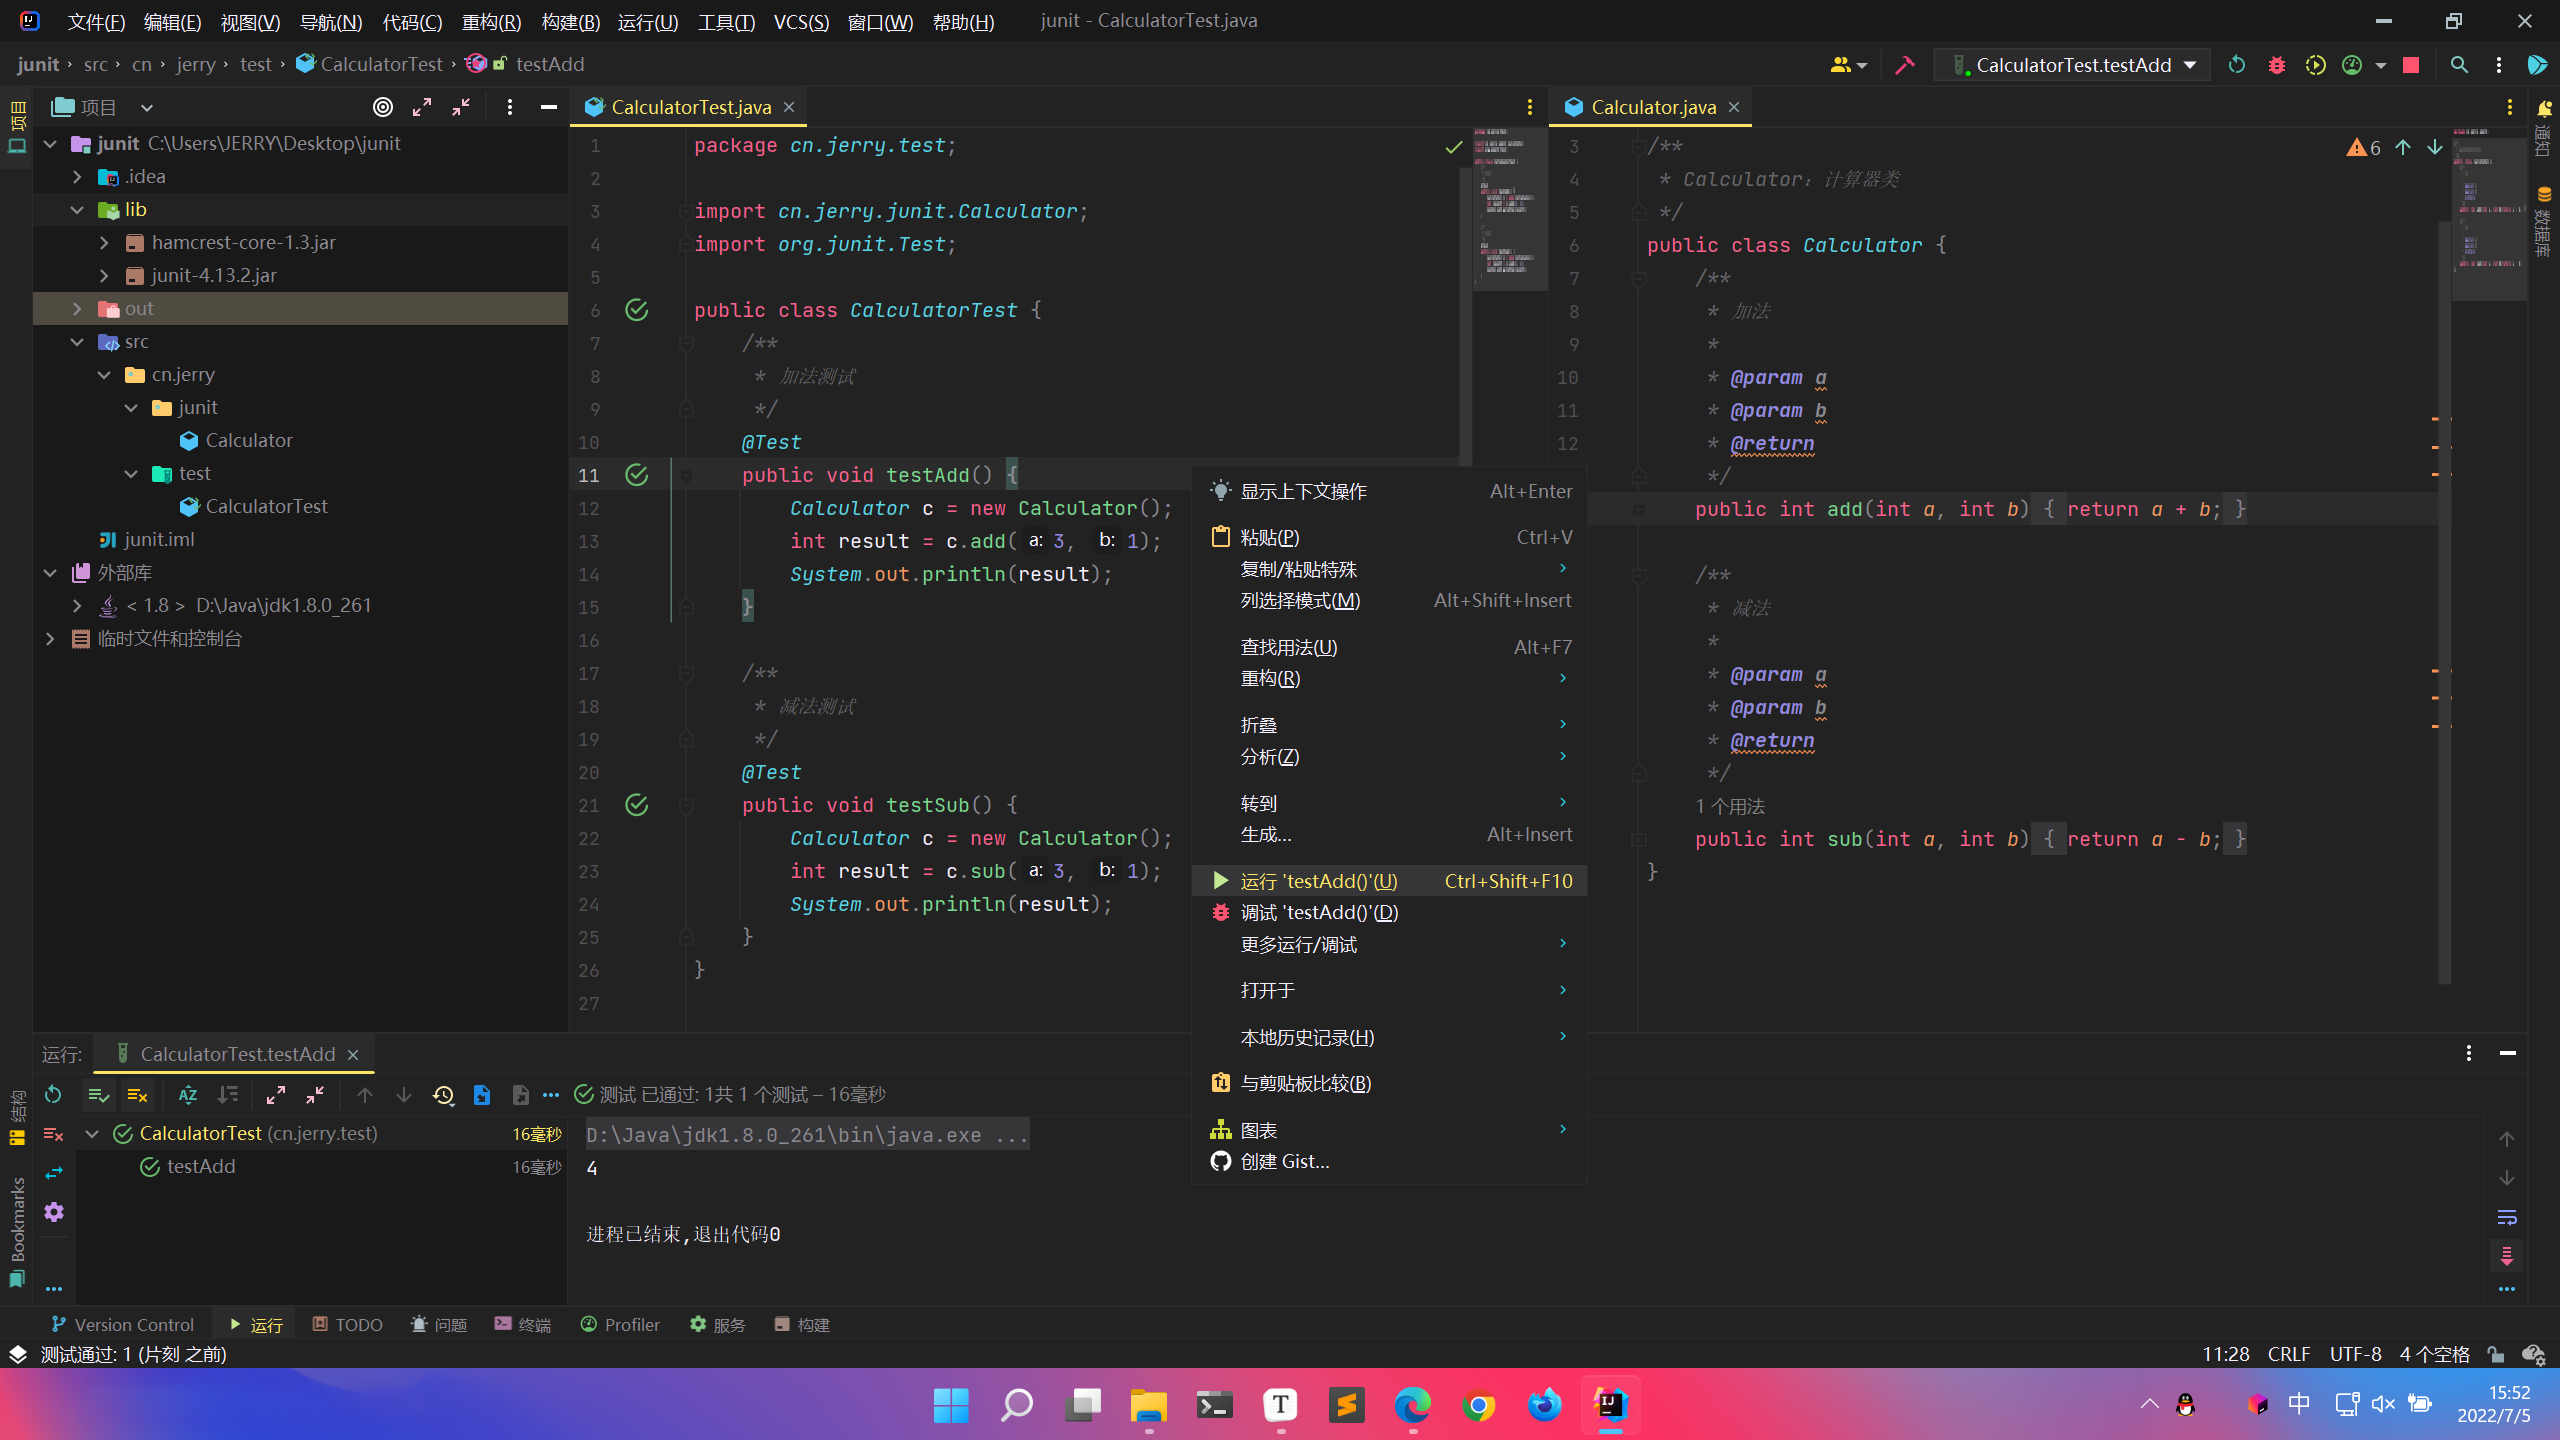 文件(F) 编辑(E) 视图(V) 导航(N) 代码(C) 重构(R) 构建(B) 运行(U) 工具(T) VCS(S) 窗口(W) 帮助(H) junit - CalculatorTest.java
junit › src › cn › jerry › test › CalculatorTest › testAdd
CalculatorTest.testAdd
项目
项目
junit C:\Users\JERRY\Desktop\junit
.idea
lib
hamcrest-core-1.3.jar
junit-4.13.2.jar
out
src
cn.jerry
junit
Calculator
test
CalculatorTest
junit.iml
外部库
< 1.8 > D:\Java\jdk1.8.0_261
临时文件和控制台
CalculatorTest.java
1 package cn.jerry.test;
2
3 import cn.jerry.junit.Calculator;
4 import org.junit.Test;
5
6 public class CalculatorTest {
7 /**
8 * 加法测试
9 */
10 @Test
11 public void testAdd() {
12 Calculator c = new Calculator();
13 int result = c.add( a: 3, b: 1);
14 System.out.println(result);
15 }
16
17 /**
18 * 减法测试
19 */
20 @Test
21 public void testSub() {
22 Calculator c = new Calculator();
23 int result = c.sub( a: 3, b: 1);
24 System.out.println(result);
25 }
26 }
27
显示上下文操作 Alt+Enter
粘贴(P) Ctrl+V
复制/粘贴特殊
列选择模式(M) Alt+Shift+Insert
查找用法(U) Alt+F7
重构(R)
折叠
分析(Z)
转到
生成... Alt+Insert
运行 'testAdd()'(U) Ctrl+Shift+F10
调试 'testAdd()'(D)
更多运行/调试
打开于
本地历史记录(H)
与剪贴板比较(B)
图表
创建 Gist...
Calculator.java
6
3 /**
4 * Calculator：计算器类
5 */
6 public class Calculator {
7 /**
8 * 加法
9 *
10 * @param a
11 * @param b
12 * @return
*/
public int add(int a, int b) { return a + b; }
/**
* 减法
*
* @param a
* @param b
* @return
*/
1 个用法
public int sub(int a, int b) { return a - b; }
}
通知
数据库
运行: CalculatorTest.testAdd
测试 已通过: 1共 1 个测试 – 16毫秒
CalculatorTest (cn.jerry.test) 16毫秒
testAdd 16毫秒
D:\Java\jdk1.8.0_261\bin\java.exe ...
4
进程已结束,退出代码0
结构
Bookmarks
Version Control 运行 TODO 问题 终端 Profiler 服务 构建
测试通过: 1 (片刻 之前) 11:28 CRLF UTF-8 4 个空格
中 15:52
2022/7/5